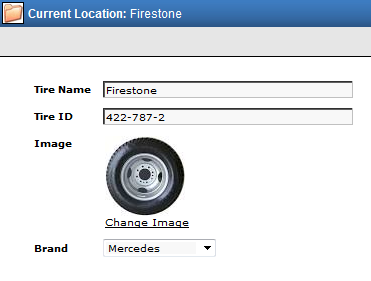 Current Location: Firestone
Tire Name Firestone
Tire ID 422-787-2
Image
Change Image
Brand Mercedes